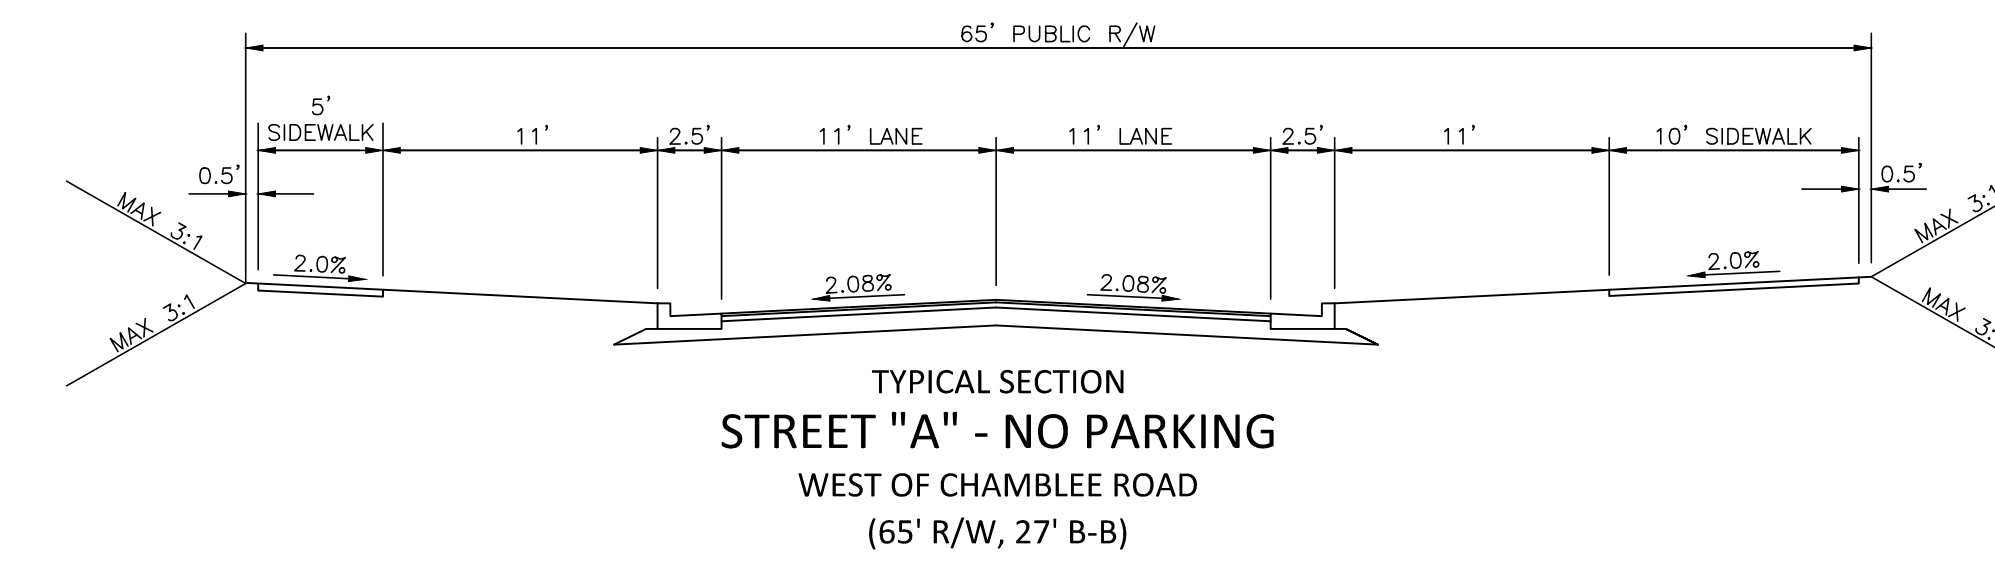 65' PUBLIC R/W
5'
SIDEWALK
11'
2.5'
11' LANE
11' LANE
2.5'
11'
10' SIDEWALK
0.5'
0.5'
MAX 3:1
MAX 3:1
2.0%
2.08%
2.08%
2.0%
MAX 3:1
MAX 3:
TYPICAL SECTION
STREET "A" - NO PARKING
WEST OF CHAMBLEE ROAD
(65' R/W, 27' B-B)